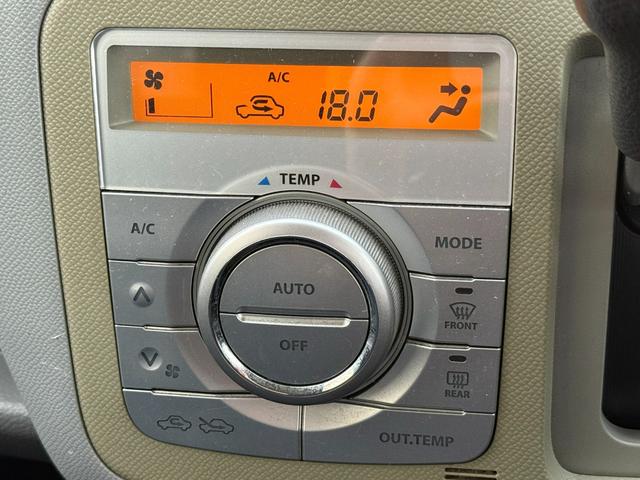 A/C
18.0
TEMP
A/C
MODE
AUTO
OFF
FRONT
REAR
OUT.TEMP